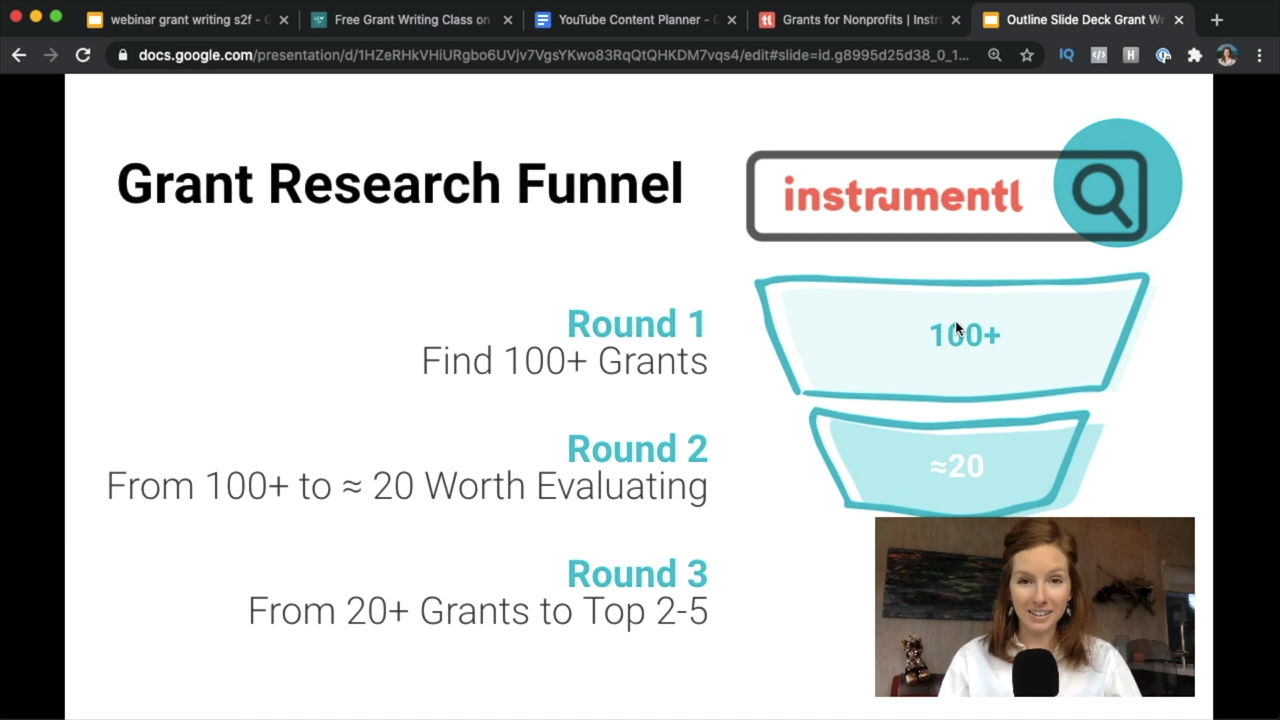 webinar grant writing s2f - G
Free Grant Writing Class on
YouTube Content Planner - G
Grants for Nonprofits | Instru
Outline Slide Deck Grant Wr
docs.google.com/presentation/d/1HZeRHkVHiURgbo6UVjv7VgsYKwo83RqQtQHKDM7vqs4/edit#slide=id.g8995d25d38_0_1...
Grant Research Funnel
instrumentl
Round 1
Find 100+ Grants
100+
Round 2
From 100+ to ≈ 20 Worth Evaluating
≈20
Round 3
From 20+ Grants to Top 2-5